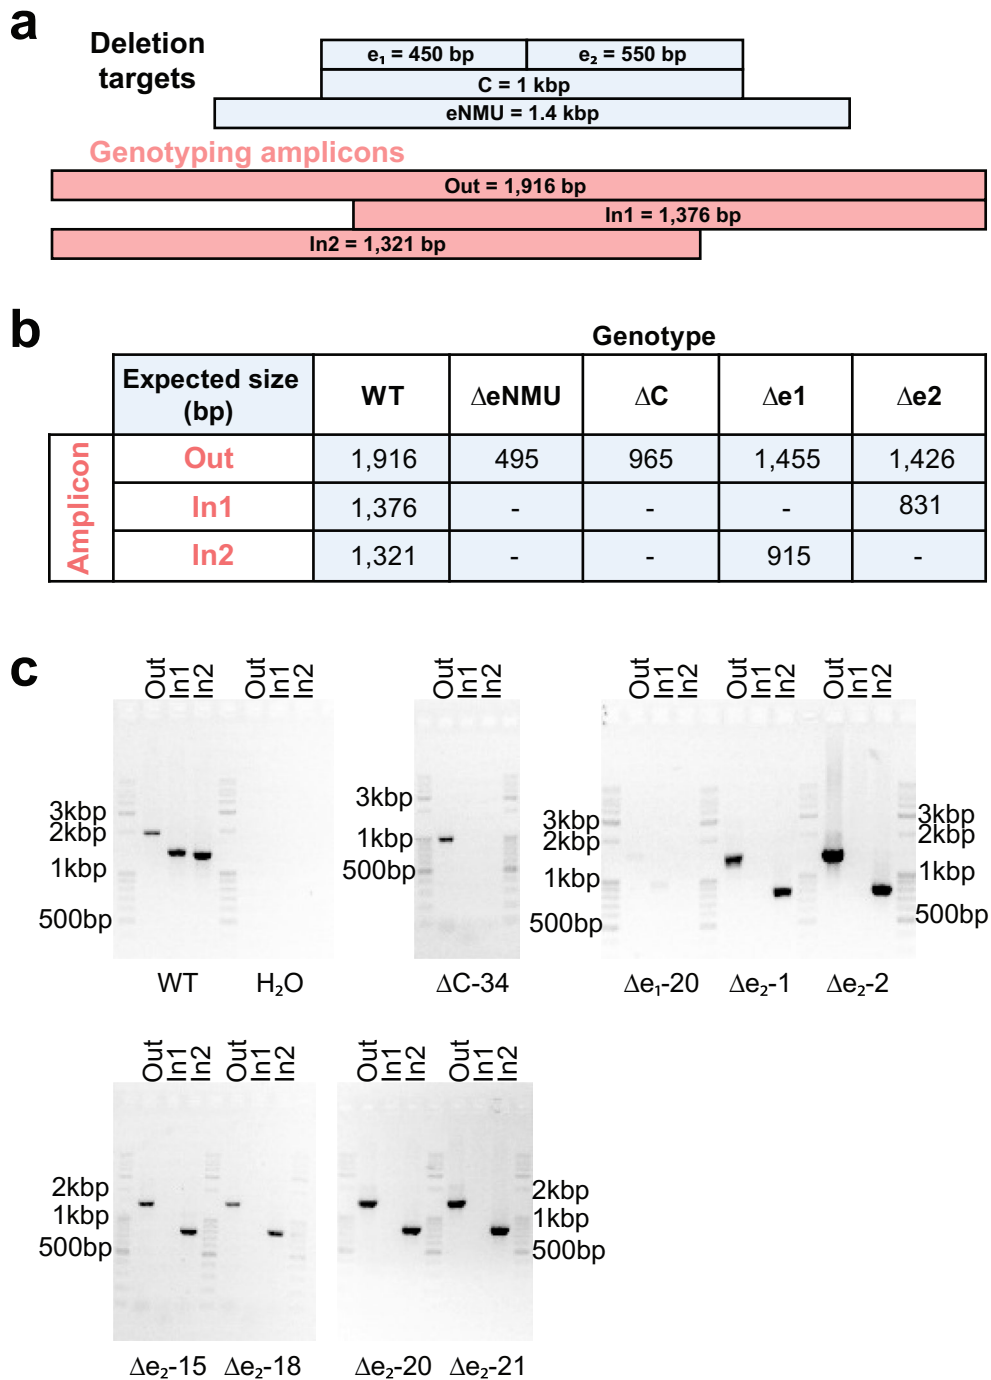 a
Deletion
targets
e₁ = 450 bp
e₂ = 550 bp
C = 1 kbp
eNMU = 1.4 kbp
Genotyping amplicons
Out = 1,916 bp
In1 = 1,376 bp
In2 = 1,321 bp
b
Genotype
Expected size (bp) WT ΔeNMU ΔC Δe1 Δe2
Amplicon
Out 1,916 495 965 1,455 1,426
In1 1,376 - - - 831
In2 1,321 - - 915 -
c
Out In1 In2 Out In1 In2
3kbp
2kbp
1kbp
500bp
WT H₂O
Out In1 In2
3kbp
1kbp
500bp
ΔC-34
Out In1 In2 Out In1 In2 Out In1 In2
3kbp
2kbp
1kbp
500bp
3kbp
2kbp
1kbp
500bp
Δe₁-20 Δe₂-1 Δe₂-2
Out In1 In2 Out In1 In2
2kbp
1kbp
500bp
Δe₂-15 Δe₂-18
Out In1 In2 Out In1 In2
2kbp
1kbp
500bp
Δe₂-20 Δe₂-21